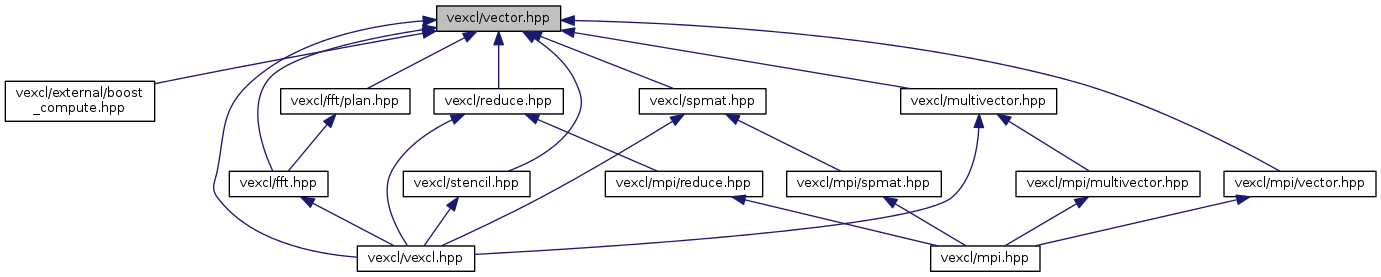 vexcl/vector.hpp
vexcl/external/boost
_compute.hpp
vexcl/fft/plan.hpp
vexcl/reduce.hpp
vexcl/spmat.hpp
vexcl/multivector.hpp
vexcl/fft.hpp
vexcl/stencil.hpp
vexcl/mpi/reduce.hpp
vexcl/mpi/spmat.hpp
vexcl/mpi/multivector.hpp
vexcl/mpi/vector.hpp
vexcl/vexcl.hpp
vexcl/mpi.hpp